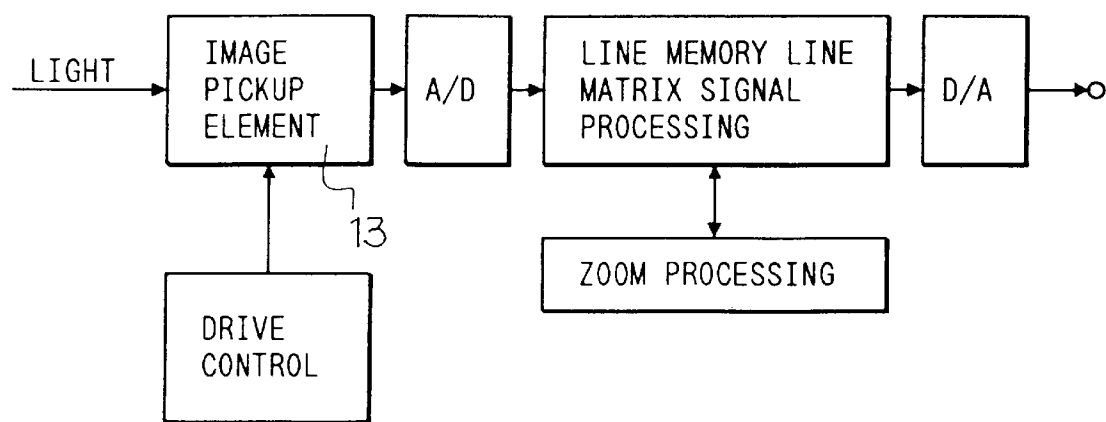 LIGHT
IMAGE
PICKUP
ELEMENT
13
A/D
LINE MEMORY LINE
MATRIX SIGNAL
PROCESSING
D/A
ZOOM PROCESSING
DRIVE
CONTROL